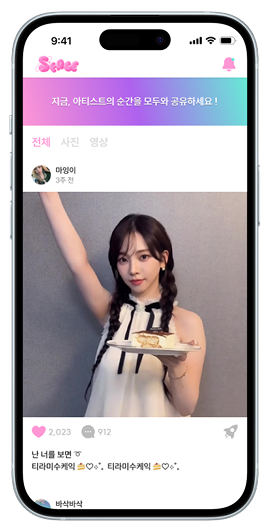 9:41
지금, 아티스트의 순간을 모두와 공유하세요 !
전체 사진 영상
마잉이
3주 전
2,023 912
난 너를 보면 ➰
티라미수케익 🍰♡⟡˚. 티라미수케익 🍰♡⟡˚.
바삭바삭